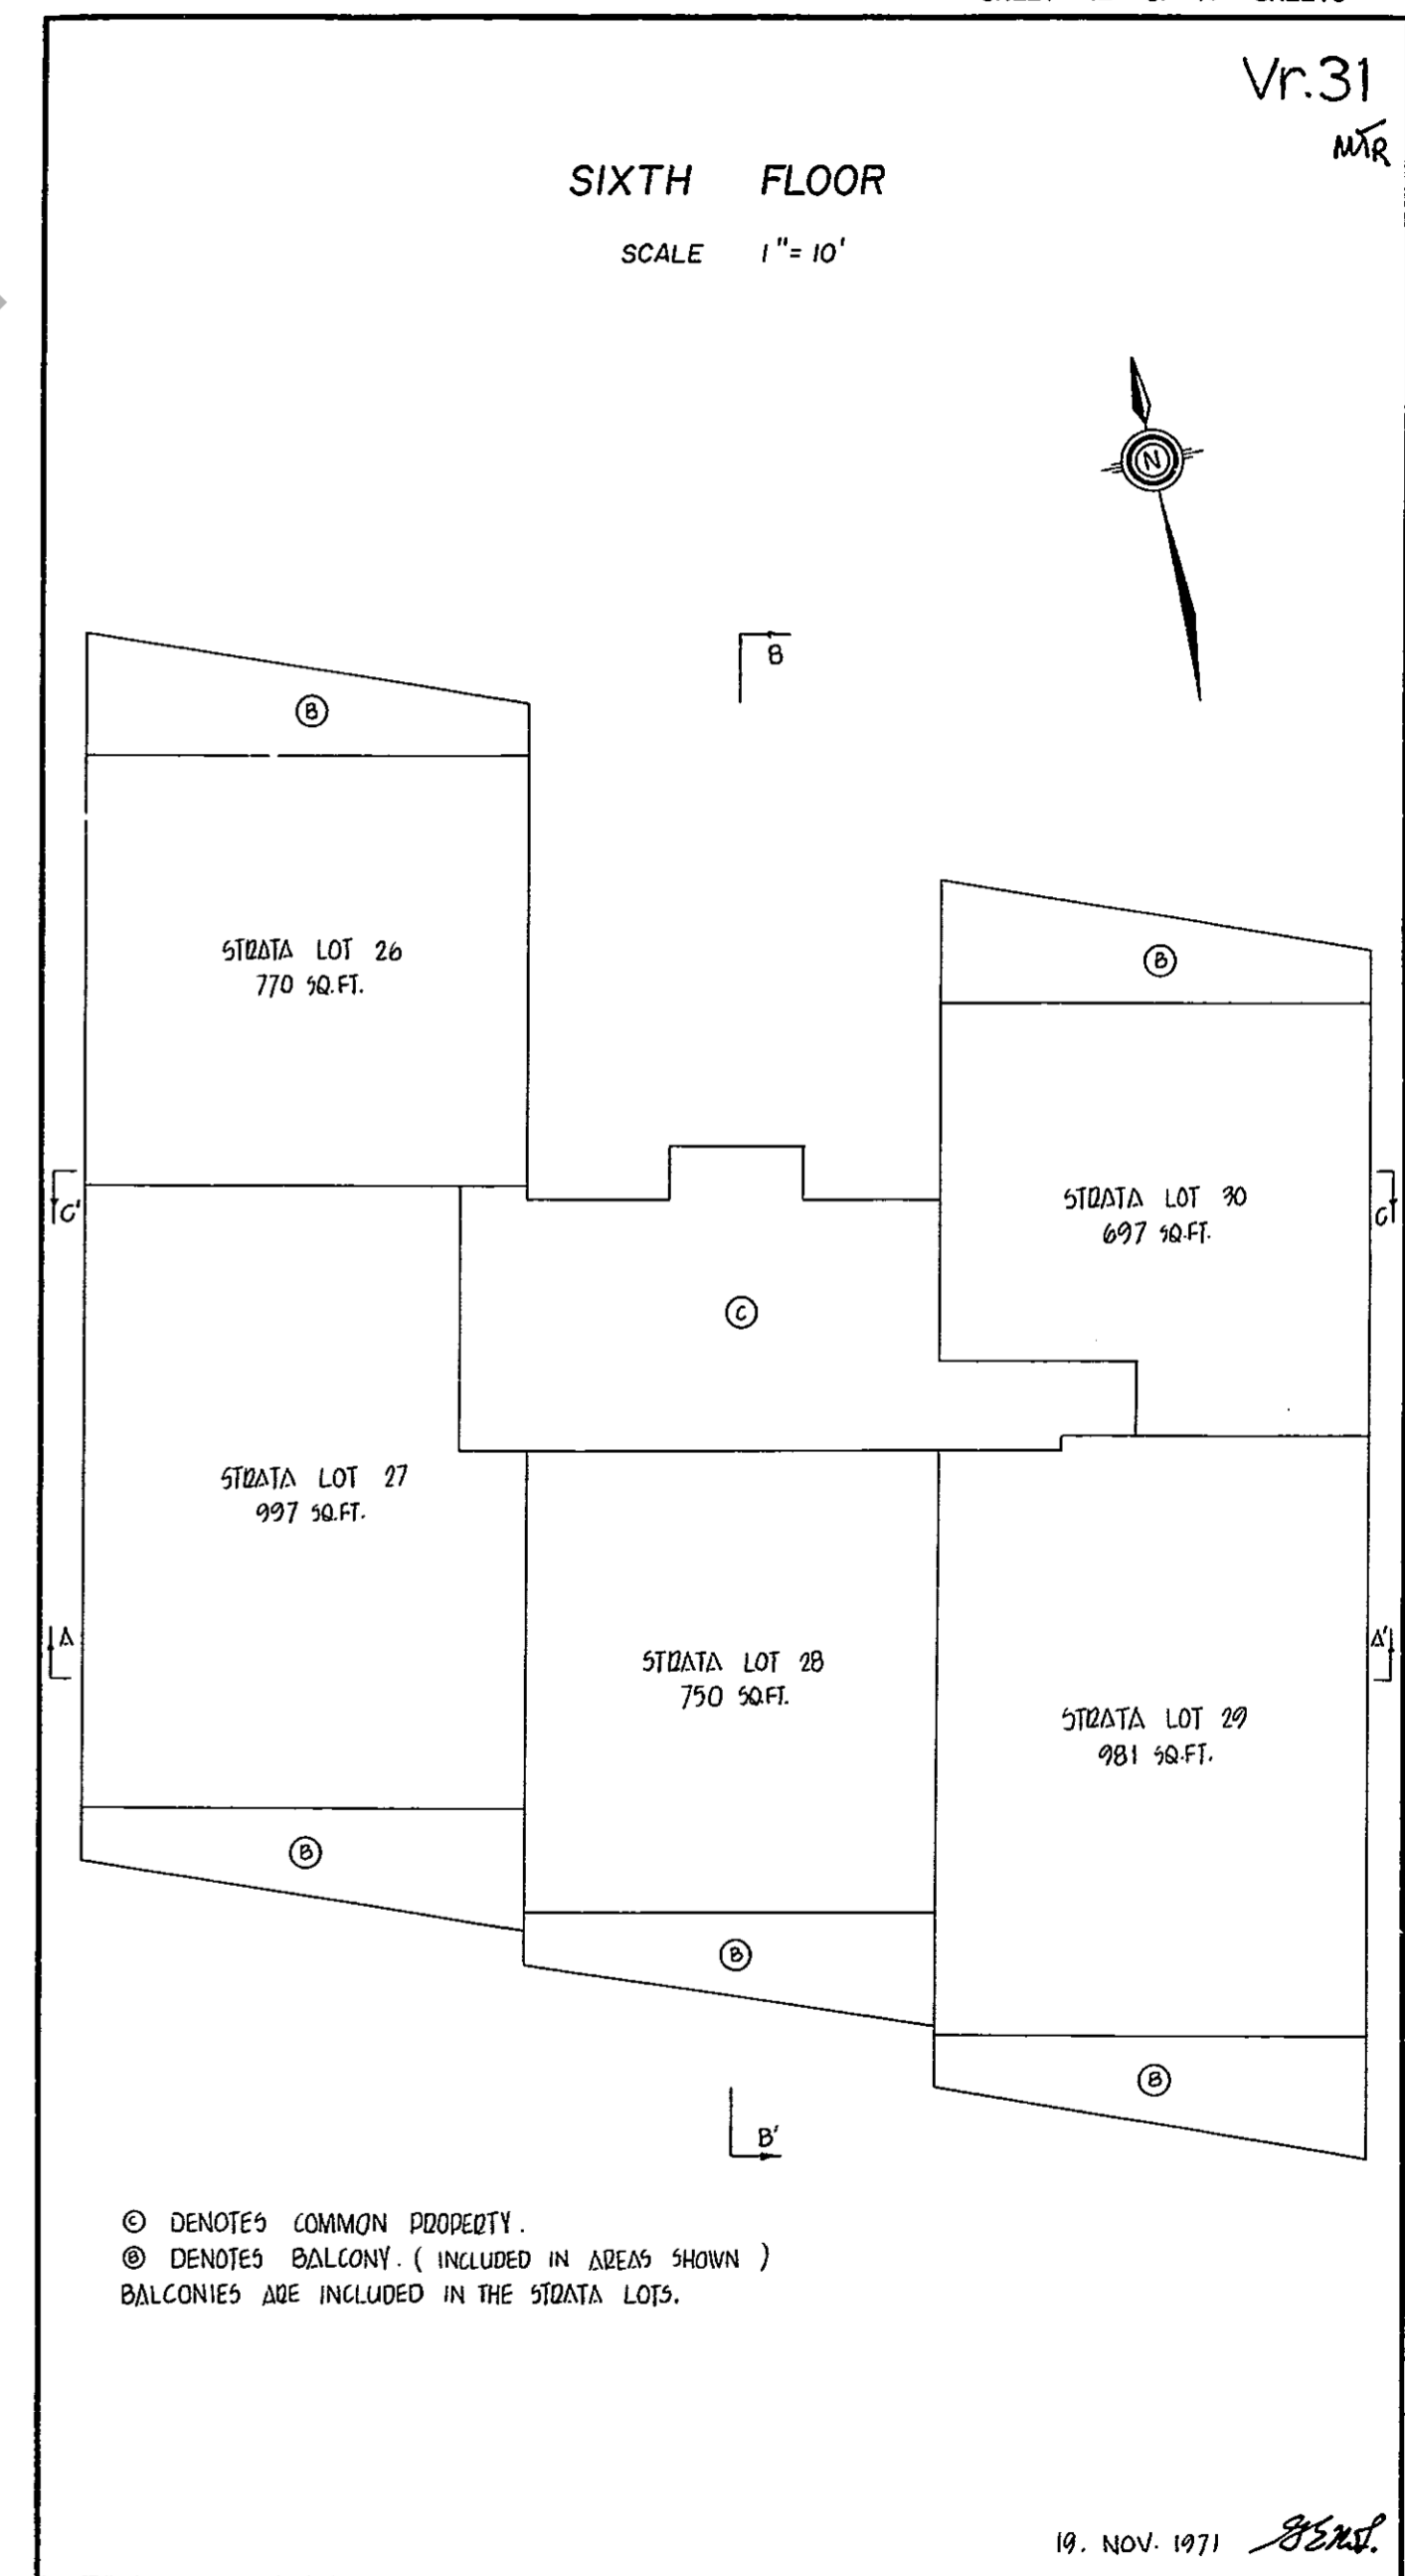 Vr.31
MTR
SIXTH FLOOR
SCALE 1"= 10'
N
B
B
STRATA LOT 26
770 SQ.FT.
B
STRATA LOT 30
697 SQ.FT.
C'
C
C
STRATA LOT 27
997 SQ.FT.
A
A'
STRATA LOT 28
750 SQ.FT.
STRATA LOT 29
981 SQ.FT.
B
B
B
B'
Ⓒ DENOTES COMMON PROPERTY.
Ⓑ DENOTES BALCONY. ( INCLUDED IN AREAS SHOWN )
BALCONIES ARE INCLUDED IN THE STRATA LOTS.
19. NOV. 1971